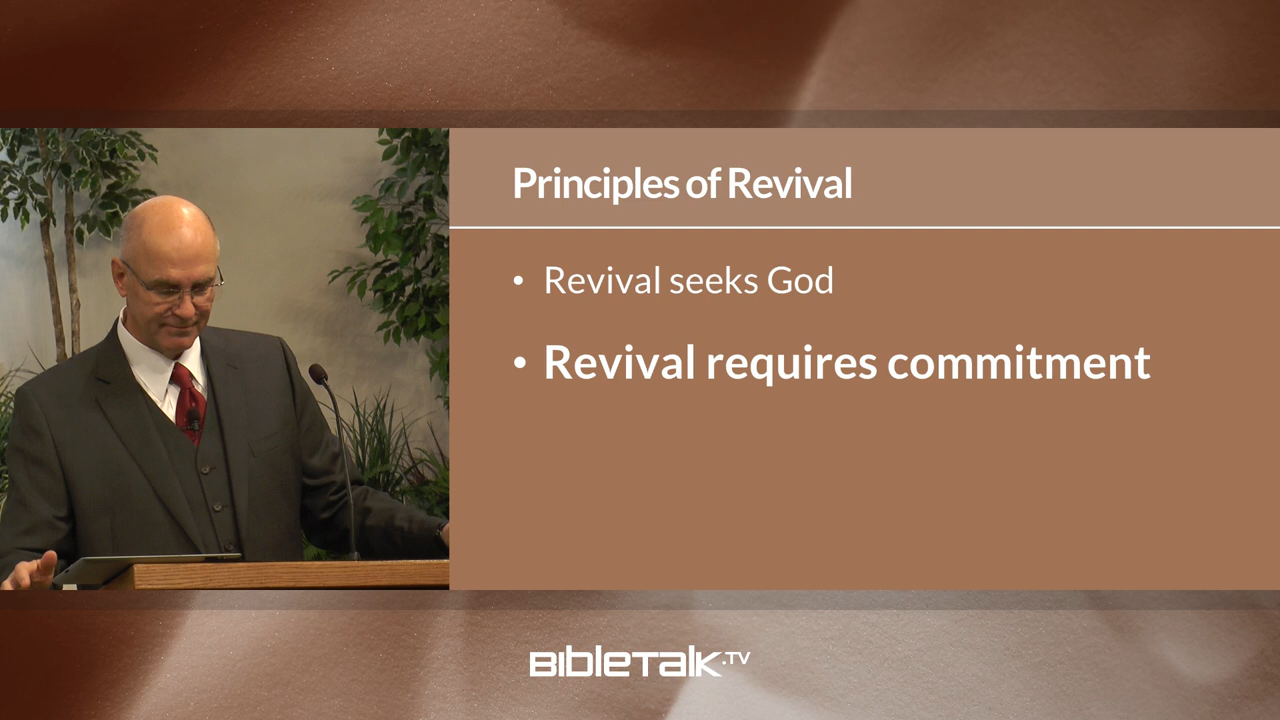 Principles of Revival
• Revival seeks God
• Revival requires commitment
BIBLETALK.TV